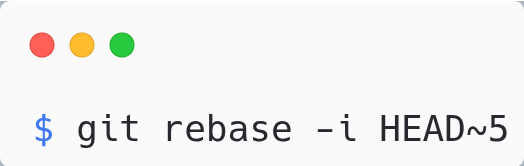 $ git rebase -i HEAD~5